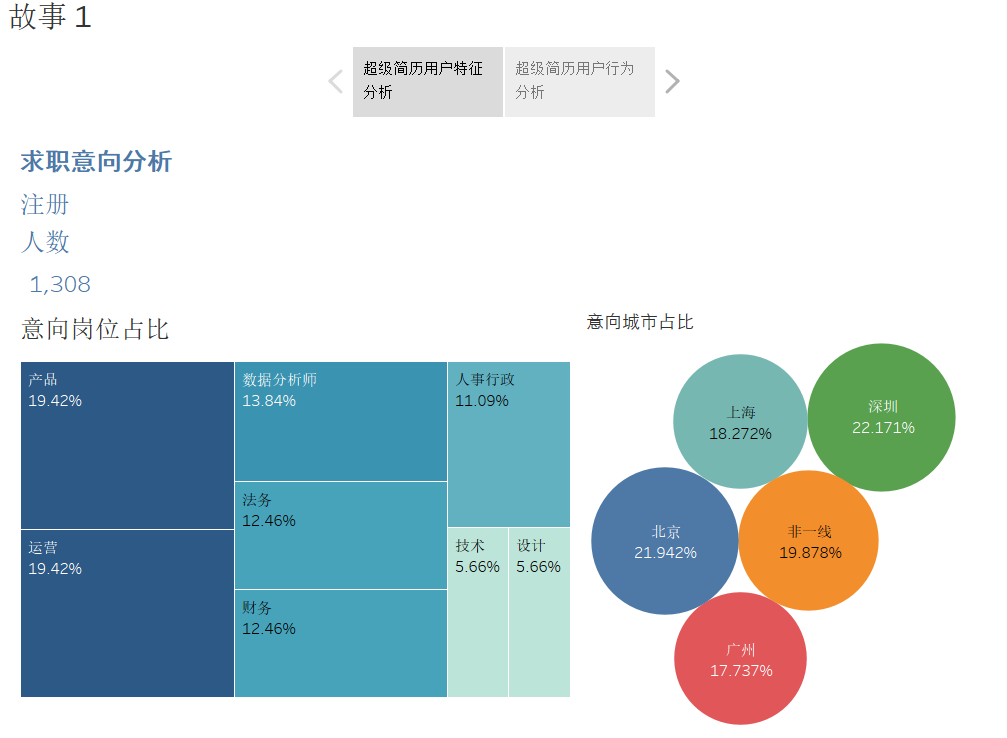 故事 1
超级简历用户特征
分析
超级简历用户行为
分析
求职意向分析
注册
人数
1,308
意向岗位占比
产品
19.42%
运营
19.42%
数据分析师
13.84%
法务
12.46%
财务
12.46%
人事行政
11.09%
技术
5.66%
设计
5.66%
意向城市占比
上海
18.272%
深圳
22.171%
北京
21.942%
非一线
19.878%
广州
17.737%